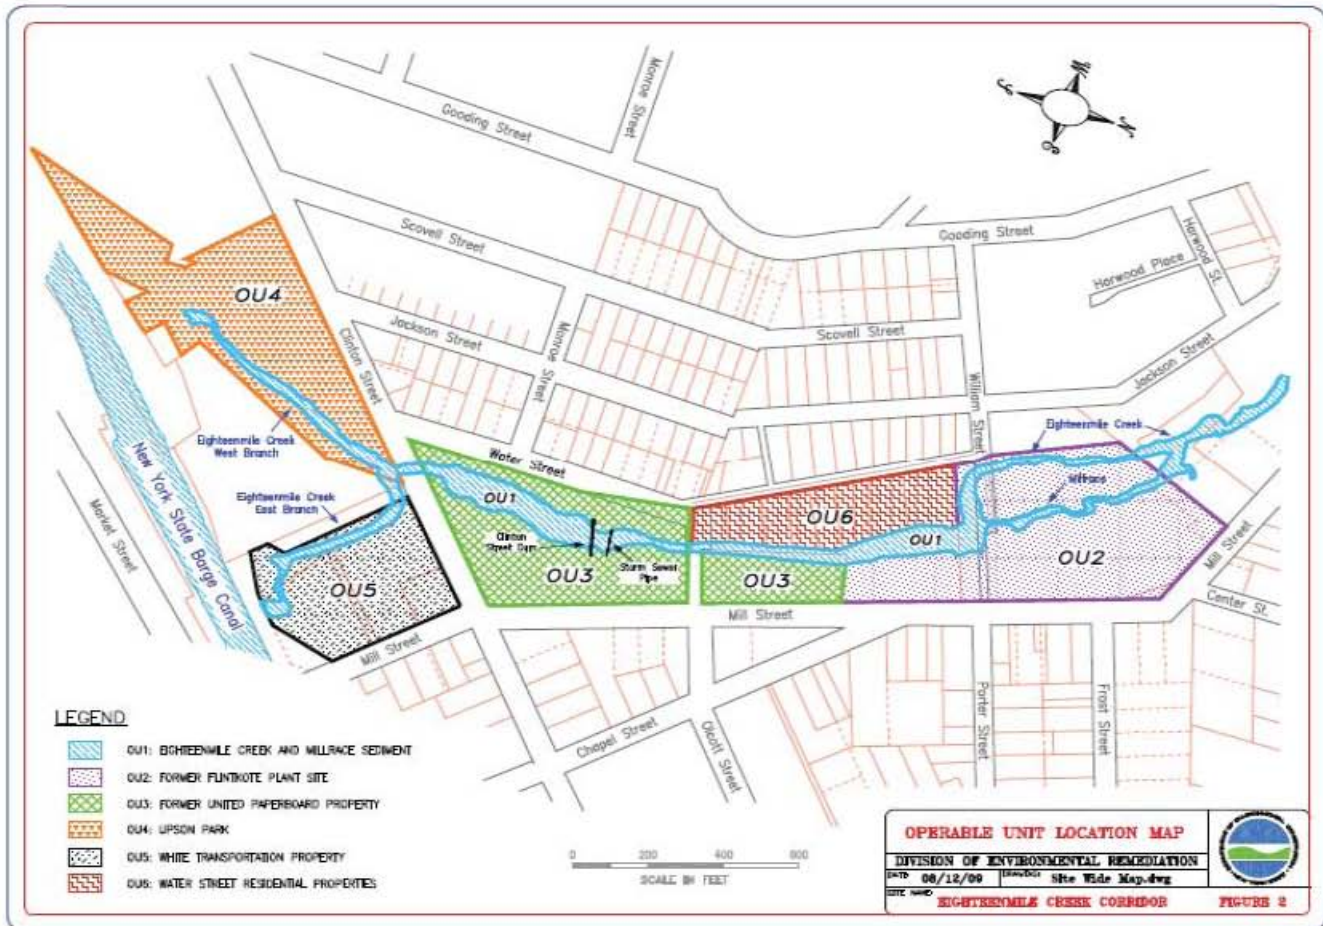 Gooding Street
Monroe Street
W
S
N
E
Scovell Street
Gooding Street
Harwood St.
Harwood Place
OU4
Clinton Street
Jackson Street
Monroe Street
Scovell Street
Jackson Street
William Street
Eighteenmile Creek
West Branch
Eighteenmile Creek
Millrace
Water Street
New York State Barge Canal
Market Street
Eighteenmile Creek
East Branch
OU1
OU6
OU1
Clinton
Street Dam
Storm Sewer
Pipe
OU2
OU3
OU3
OU5
Mill Street
Mill Street
Mill Street
Center St.
Porter Street
Frost Street
Chapel Street
Olcott Street
LEGEND
OU1: EIGHTEENMILE CREEK AND MILLRACE SEDIMENT
OU2: FORMER FLINTKOTE PLANT SITE
OU3: FORMER UNITED PAPERBOARD PROPERTY
OU4: UPSON PARK
OU5: WHITE TRANSPORTATION PROPERTY
OU6: WATER STREET RESIDENTIAL PROPERTIES
0 200 400 800
SCALE IN FEET
OPERABLE UNIT LOCATION MAP
DIVISION OF ENVIRONMENTAL REMEDIATION
DATE 08/12/09 Site Wide Map.dwg
SITE NAME: EIGHTEENMILE CREEK CORRIDOR FIGURE 2